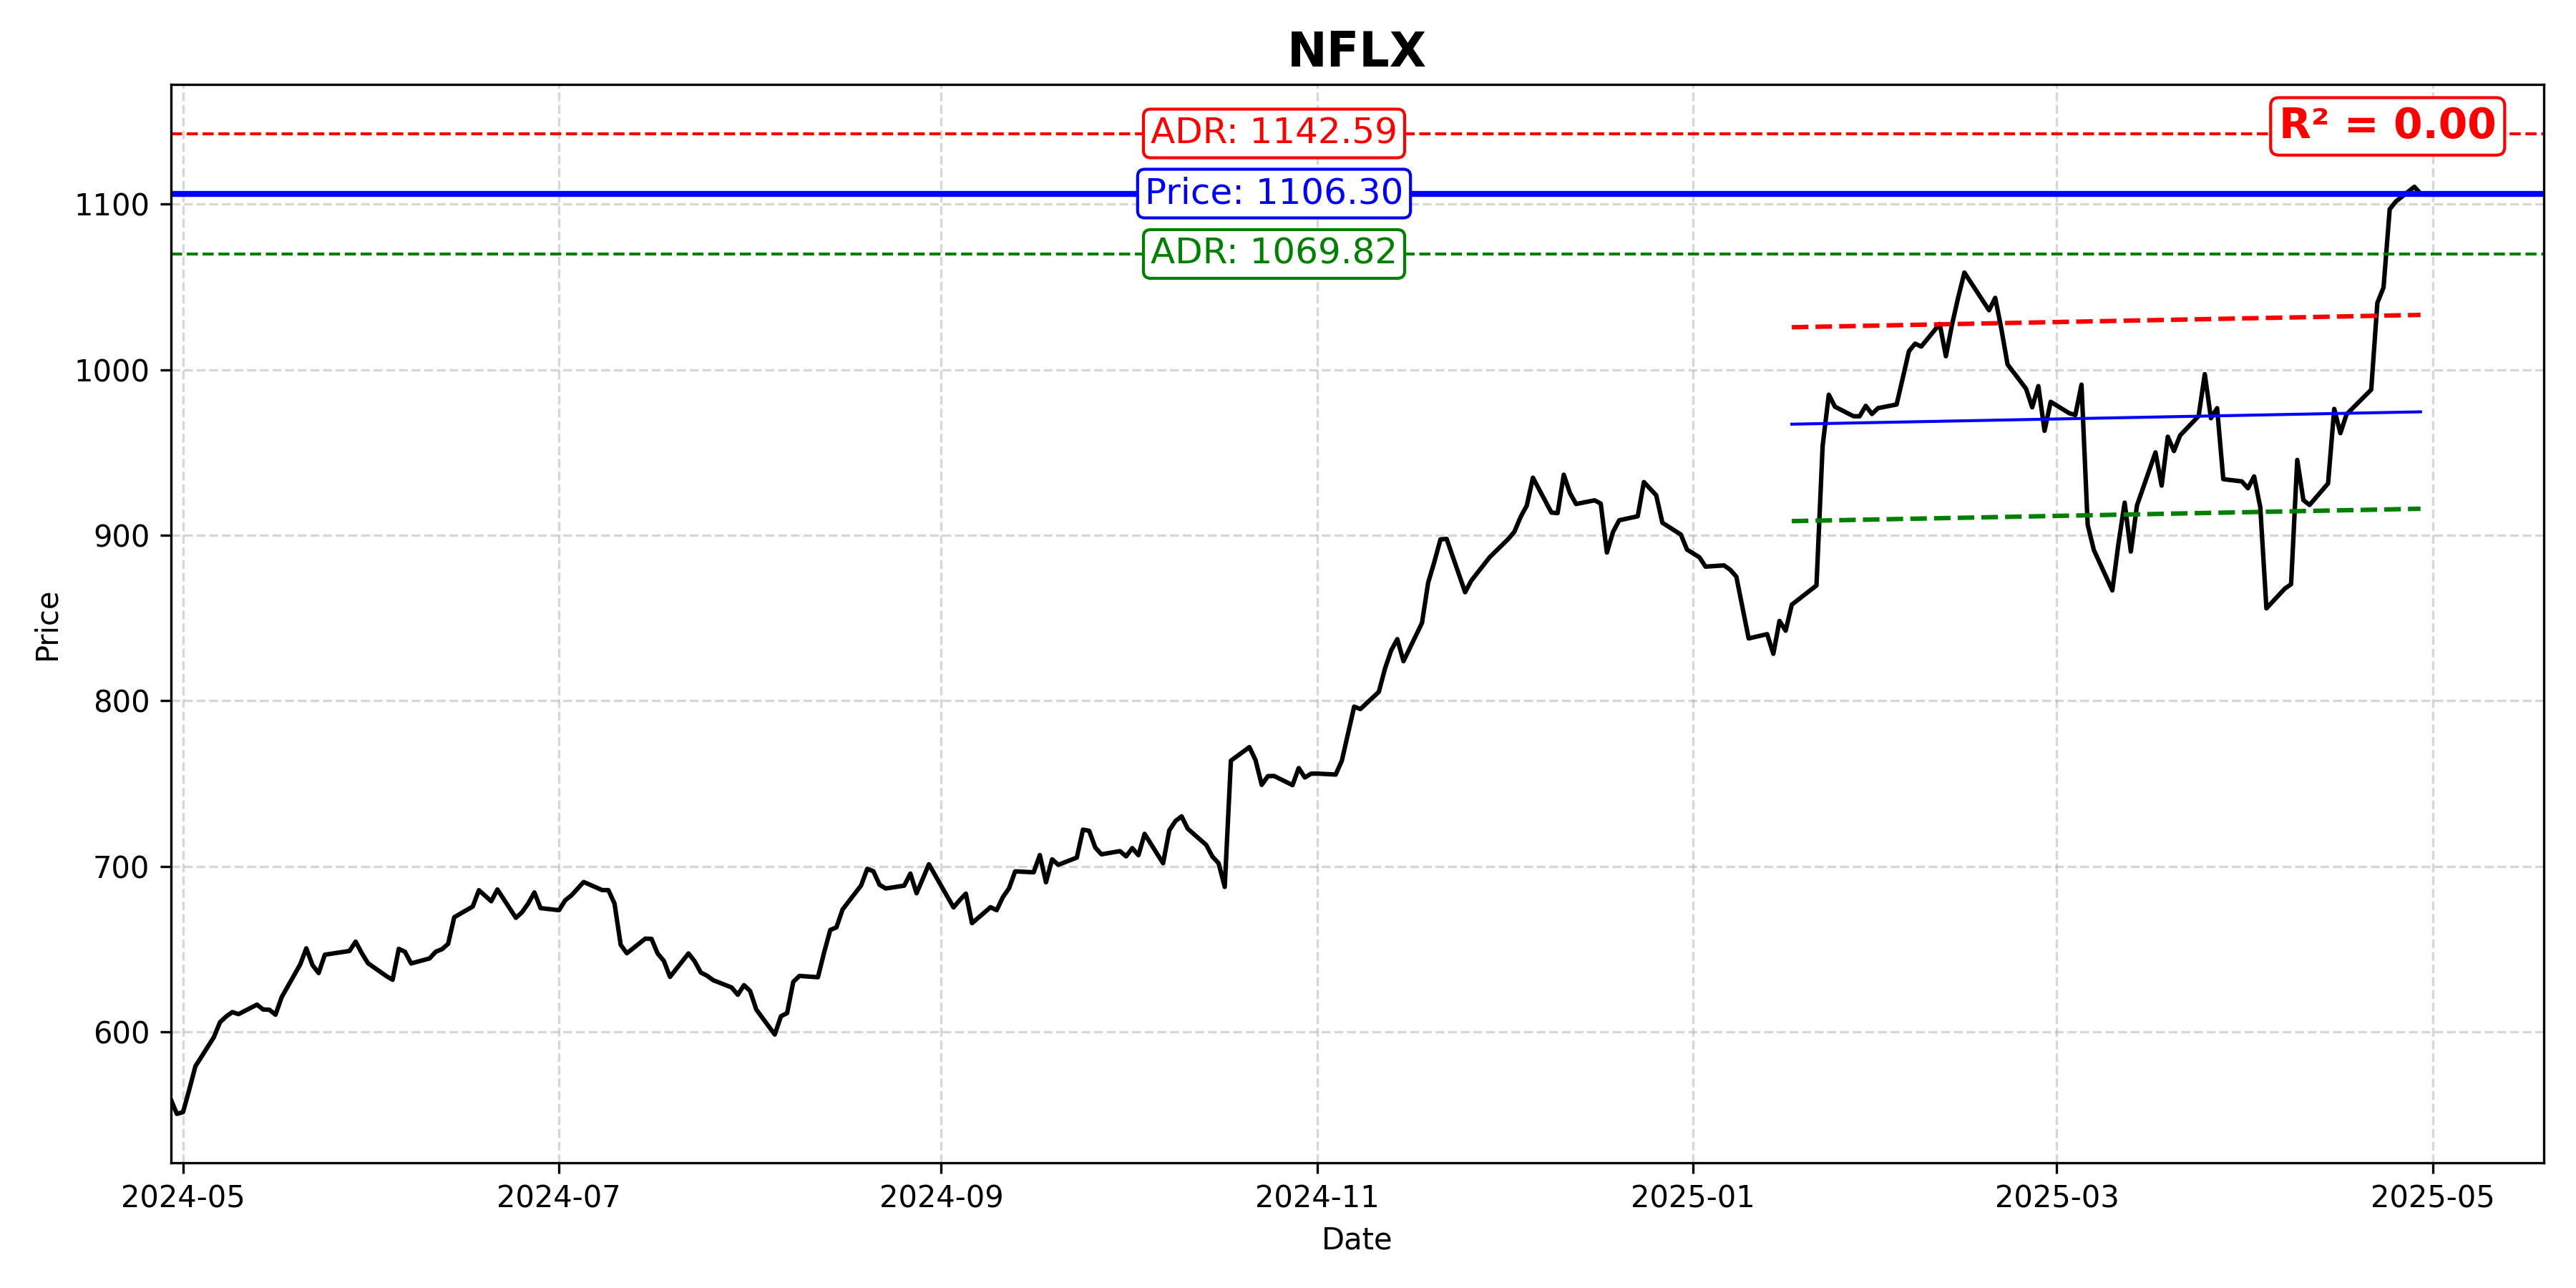 NFLX
ADR: 1142.59
R² = 0.00
Price: 1106.30
ADR: 1069.82
1100
1000
900
800
700
600
Price
2024-05
2024-07
2024-09
2024-11
2025-01
2025-03
2025-05
Date